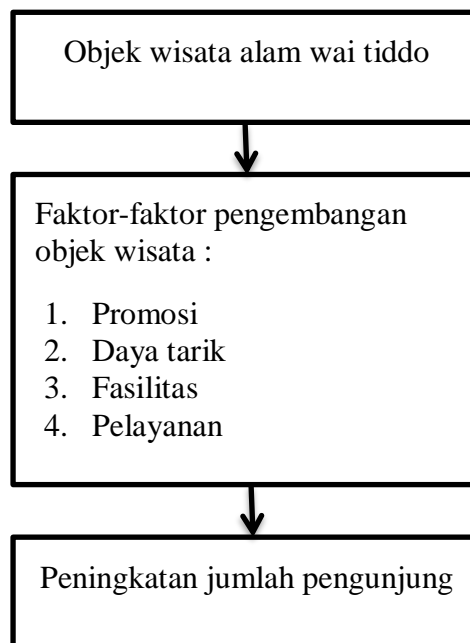 Objek wisata alam wai tiddo
Faktor-faktor pengembangan
objek wisata :
1. Promosi
2. Daya tarik
3. Fasilitas
4. Pelayanan
Peningkatan jumlah pengunjung